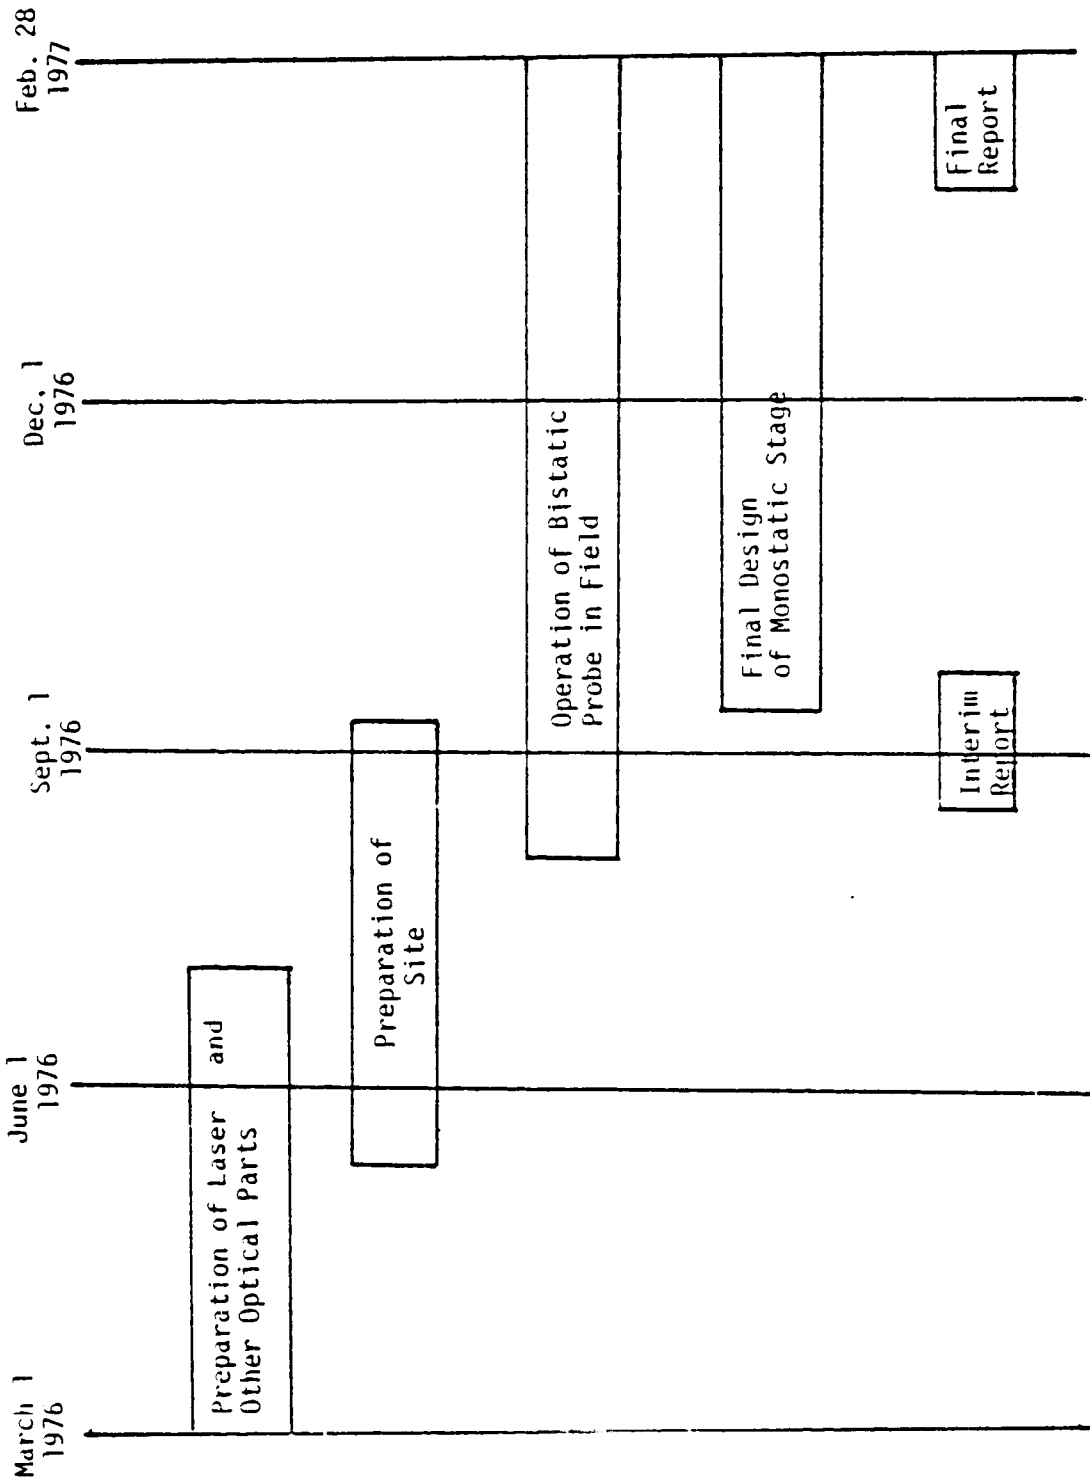 March 1
1976
June 1
1976
Sept. 1
1976
Dec. 1
1976
Feb. 28
1977
Preparation of Laser and
Other Optical Parts
Preparation of
Site
Operation of Bistatic
Probe in Field
Final Design
of Monostatic Stage
Interim
Report
Final
Report